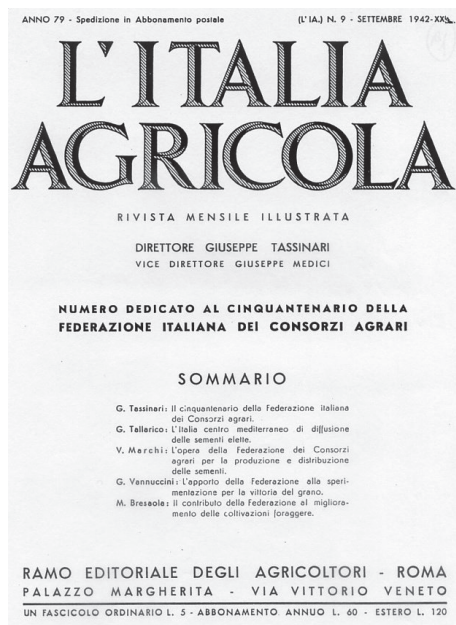 ANNO 79 - Spedizione in Abbonamento postale
(L'IA.) N. 9 - SETTEMBRE 1942-XX
L'ITALIA
AGRICOLA
RIVISTA MENSILE ILLUSTRATA
DIRETTORE GIUSEPPE TASSINARI
VICE DIRETTORE GIUSEPPE MEDICI
NUMERO DEDICATO AL CINQUANTENARIO DELLA
FEDERAZIONE ITALIANA DEI CONSORZI AGRARI
SOMMARIO
G. Tassinari: Il cinquantenario della Federazione italiana
dei Consorzi agrari.
G. Tallarico: L'Italia centro mediterraneo di diffusione
delle sementi elette.
V. Marchi: L'opera della Federazione dei Consorzi
agrari per la produzione e distribuzione
delle sementi.
G. Vannuccini: L'apporto della Federazione alla speri-
mentazione per la vittoria del grano.
M. Bresaola: Il contributo della Federazione al migliora-
mento delle coltivazioni foraggere.
RAMO EDITORIALE DEGLI AGRICOLTORI - ROMA
PALAZZO MARGHERITA - VIA VITTORIO VENETO
UN FASCICOLO ORDINARIO L. 5 - ABBONAMENTO ANNUO L. 60 - ESTERO L. 120